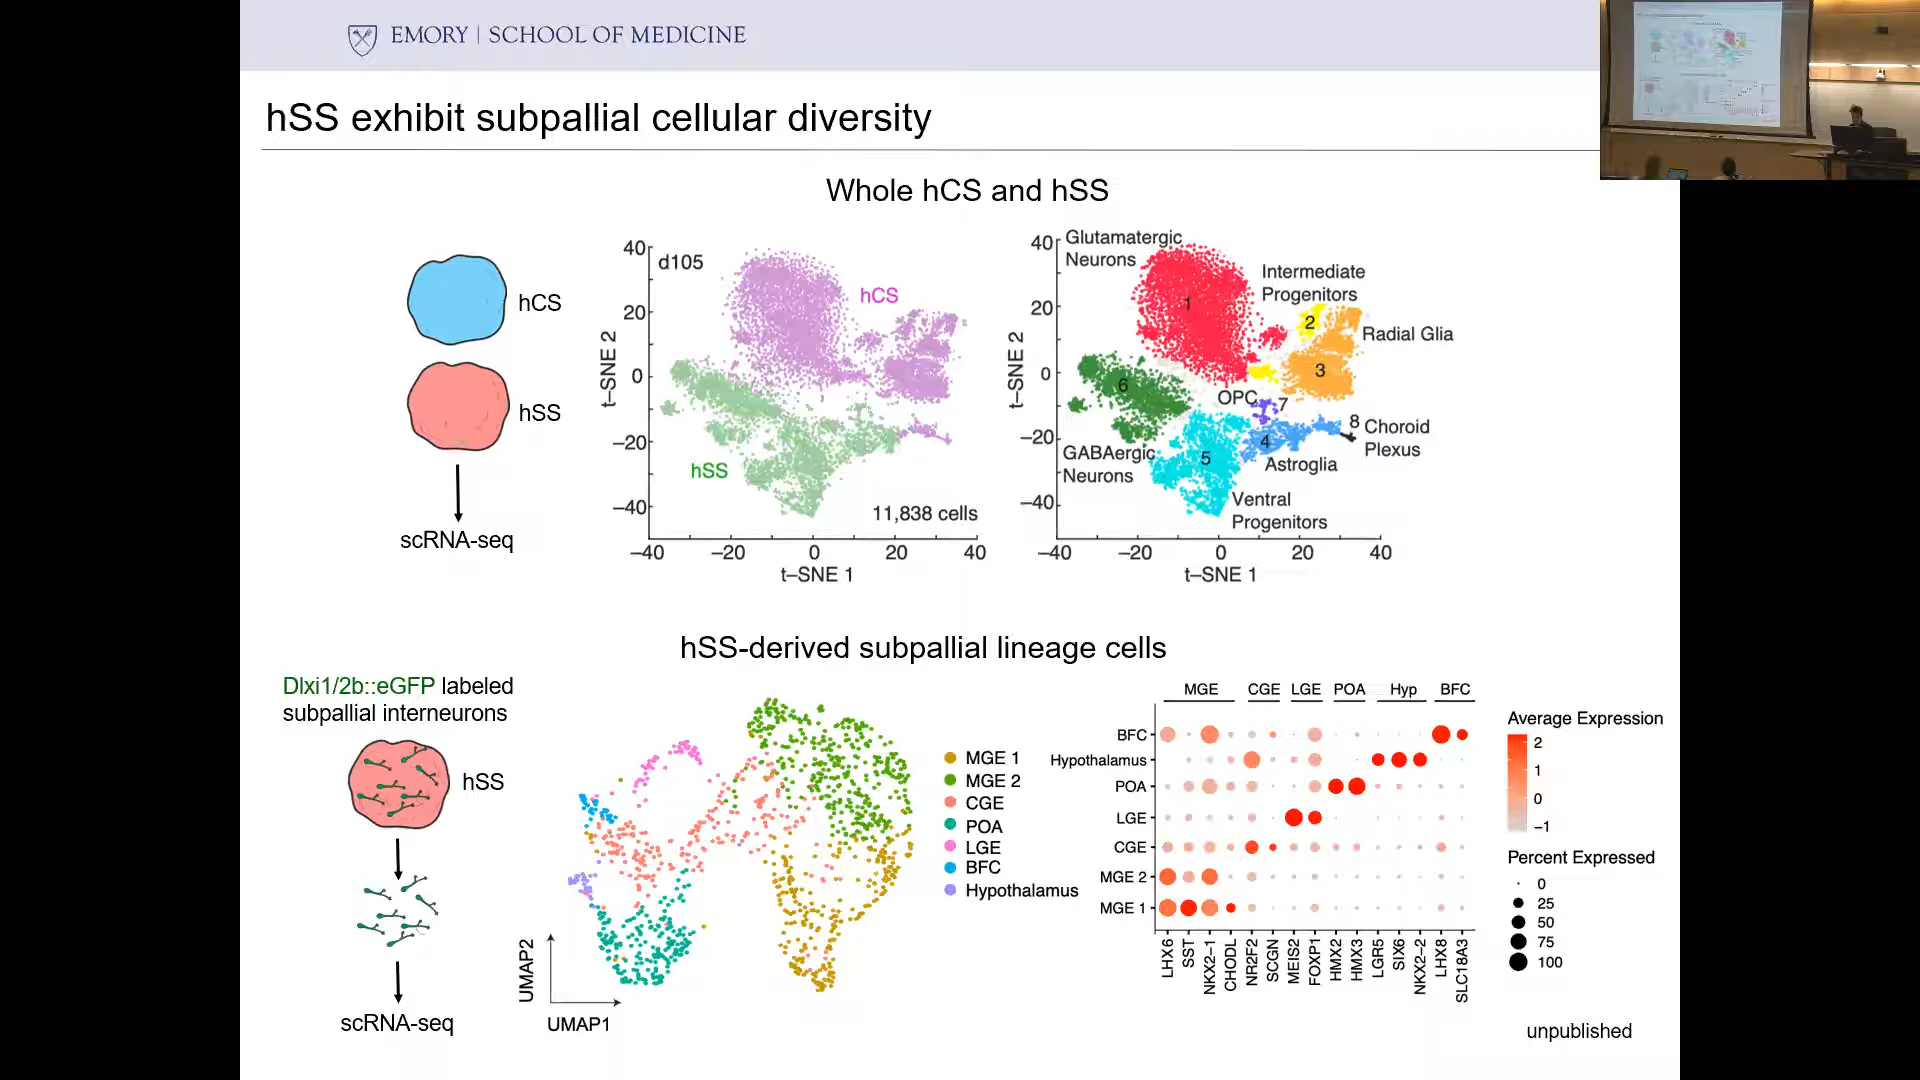 EMORY | SCHOOL OF MEDICINE
hSS exhibit subpallial cellular diversity
Whole hCS and hSS
hCS
hSS
scRNA-seq
d105
hCS
hSS
11,838 cells
40
20
0
−20
−40
t−SNE 2
−40 −20 0 20 40
t−SNE 1
Glutamatergic
Neurons
Intermediate
Progenitors
Radial Glia
OPC
Choroid
Plexus
GABAergic
Neurons
Astroglia
Ventral
Progenitors
1
2
3
4
5
6
7
8
40
20
0
−20
−40
t−SNE 2
−40 −20 0 20 40
t−SNE 1
hSS-derived subpallial lineage cells
Dlxi1/2b::eGFP labeled
subpallial interneurons
hSS
scRNA-seq
UMAP2
UMAP1
MGE 1
MGE 2
CGE
POA
LGE
BFC
Hypothalamus
MGE CGE LGE POA Hyp BFC
BFC
Hypothalamus
POA
LGE
CGE
MGE 2
MGE 1
LHX6
SST
NKX2−1
CHODL
NR2F2
SCGN
MEIS2
FOXP1
HMX2
HMX3
LGR5
SIX6
NKX2−2
LHX8
SLC18A3
Average Expression
2
1
0
−1
Percent Expressed
0
25
50
75
100
unpublished